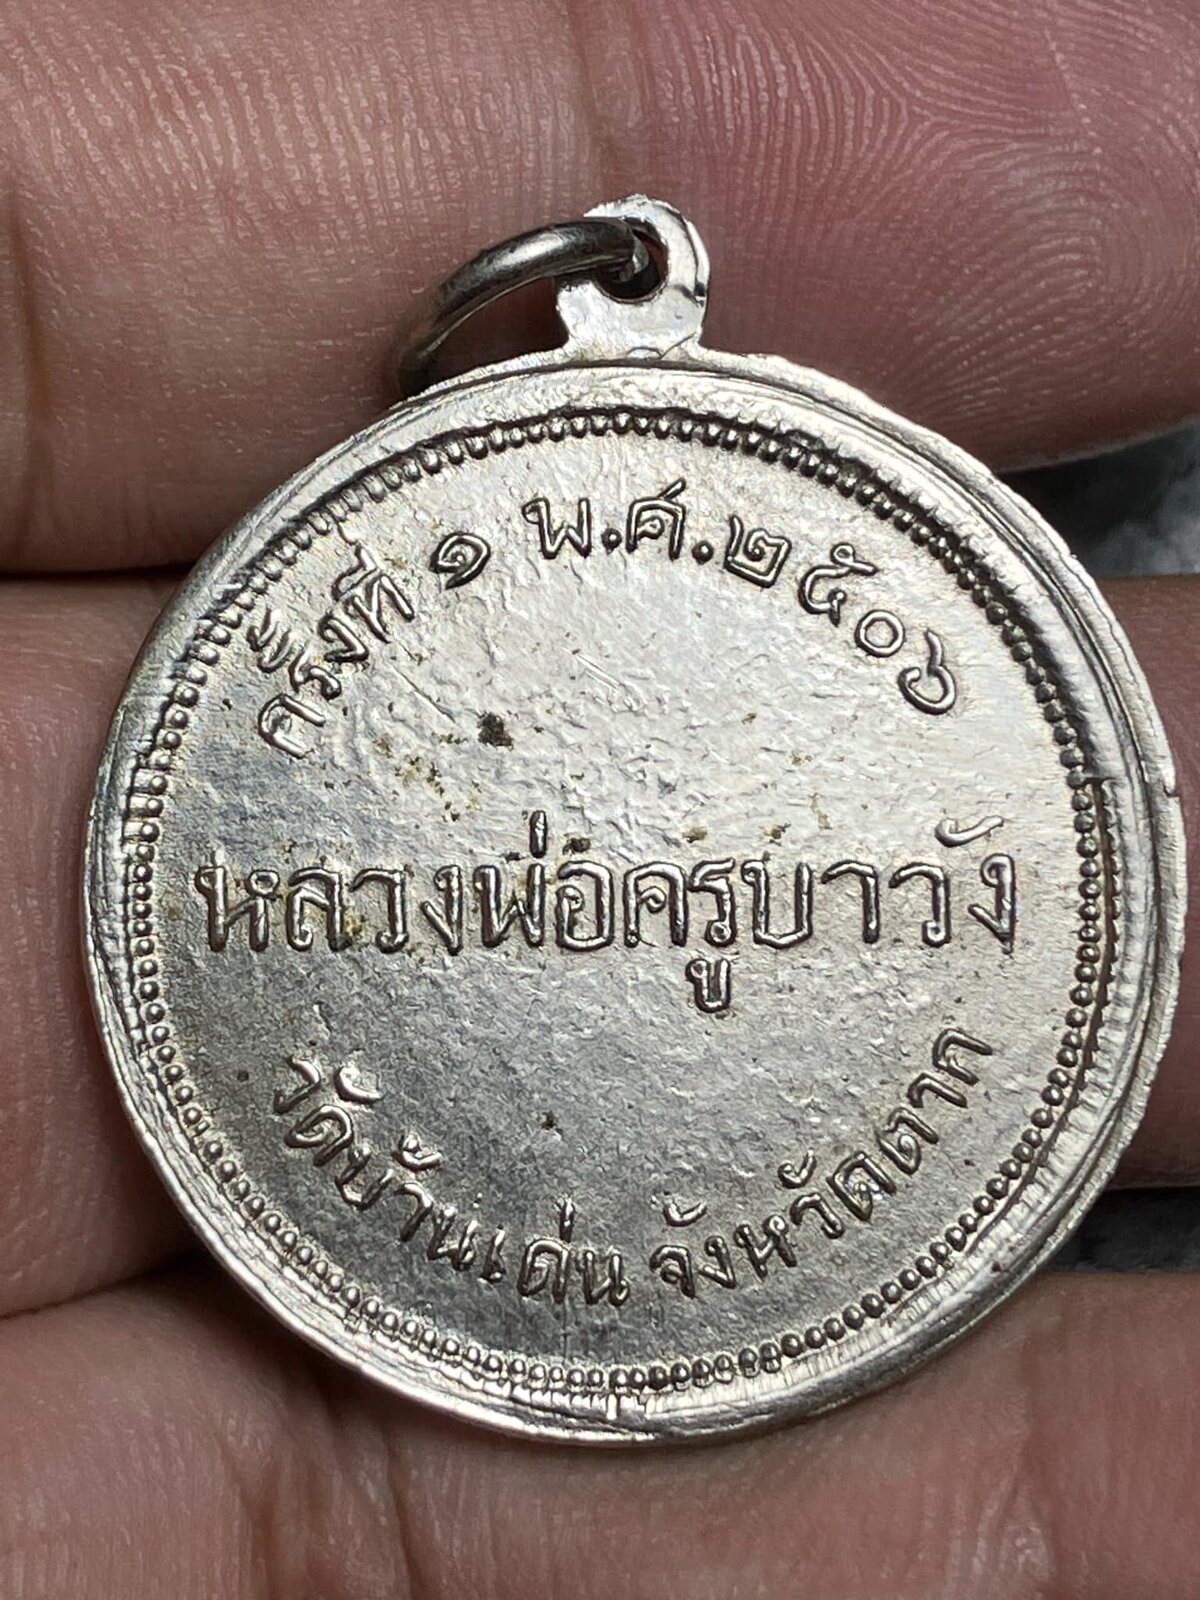 ครั้งที่ ๑ พ.ศ.๒๕๐๖
หลวงพ่อครูบาวัง
วัดบ้านเด่น จังหวัดตาก